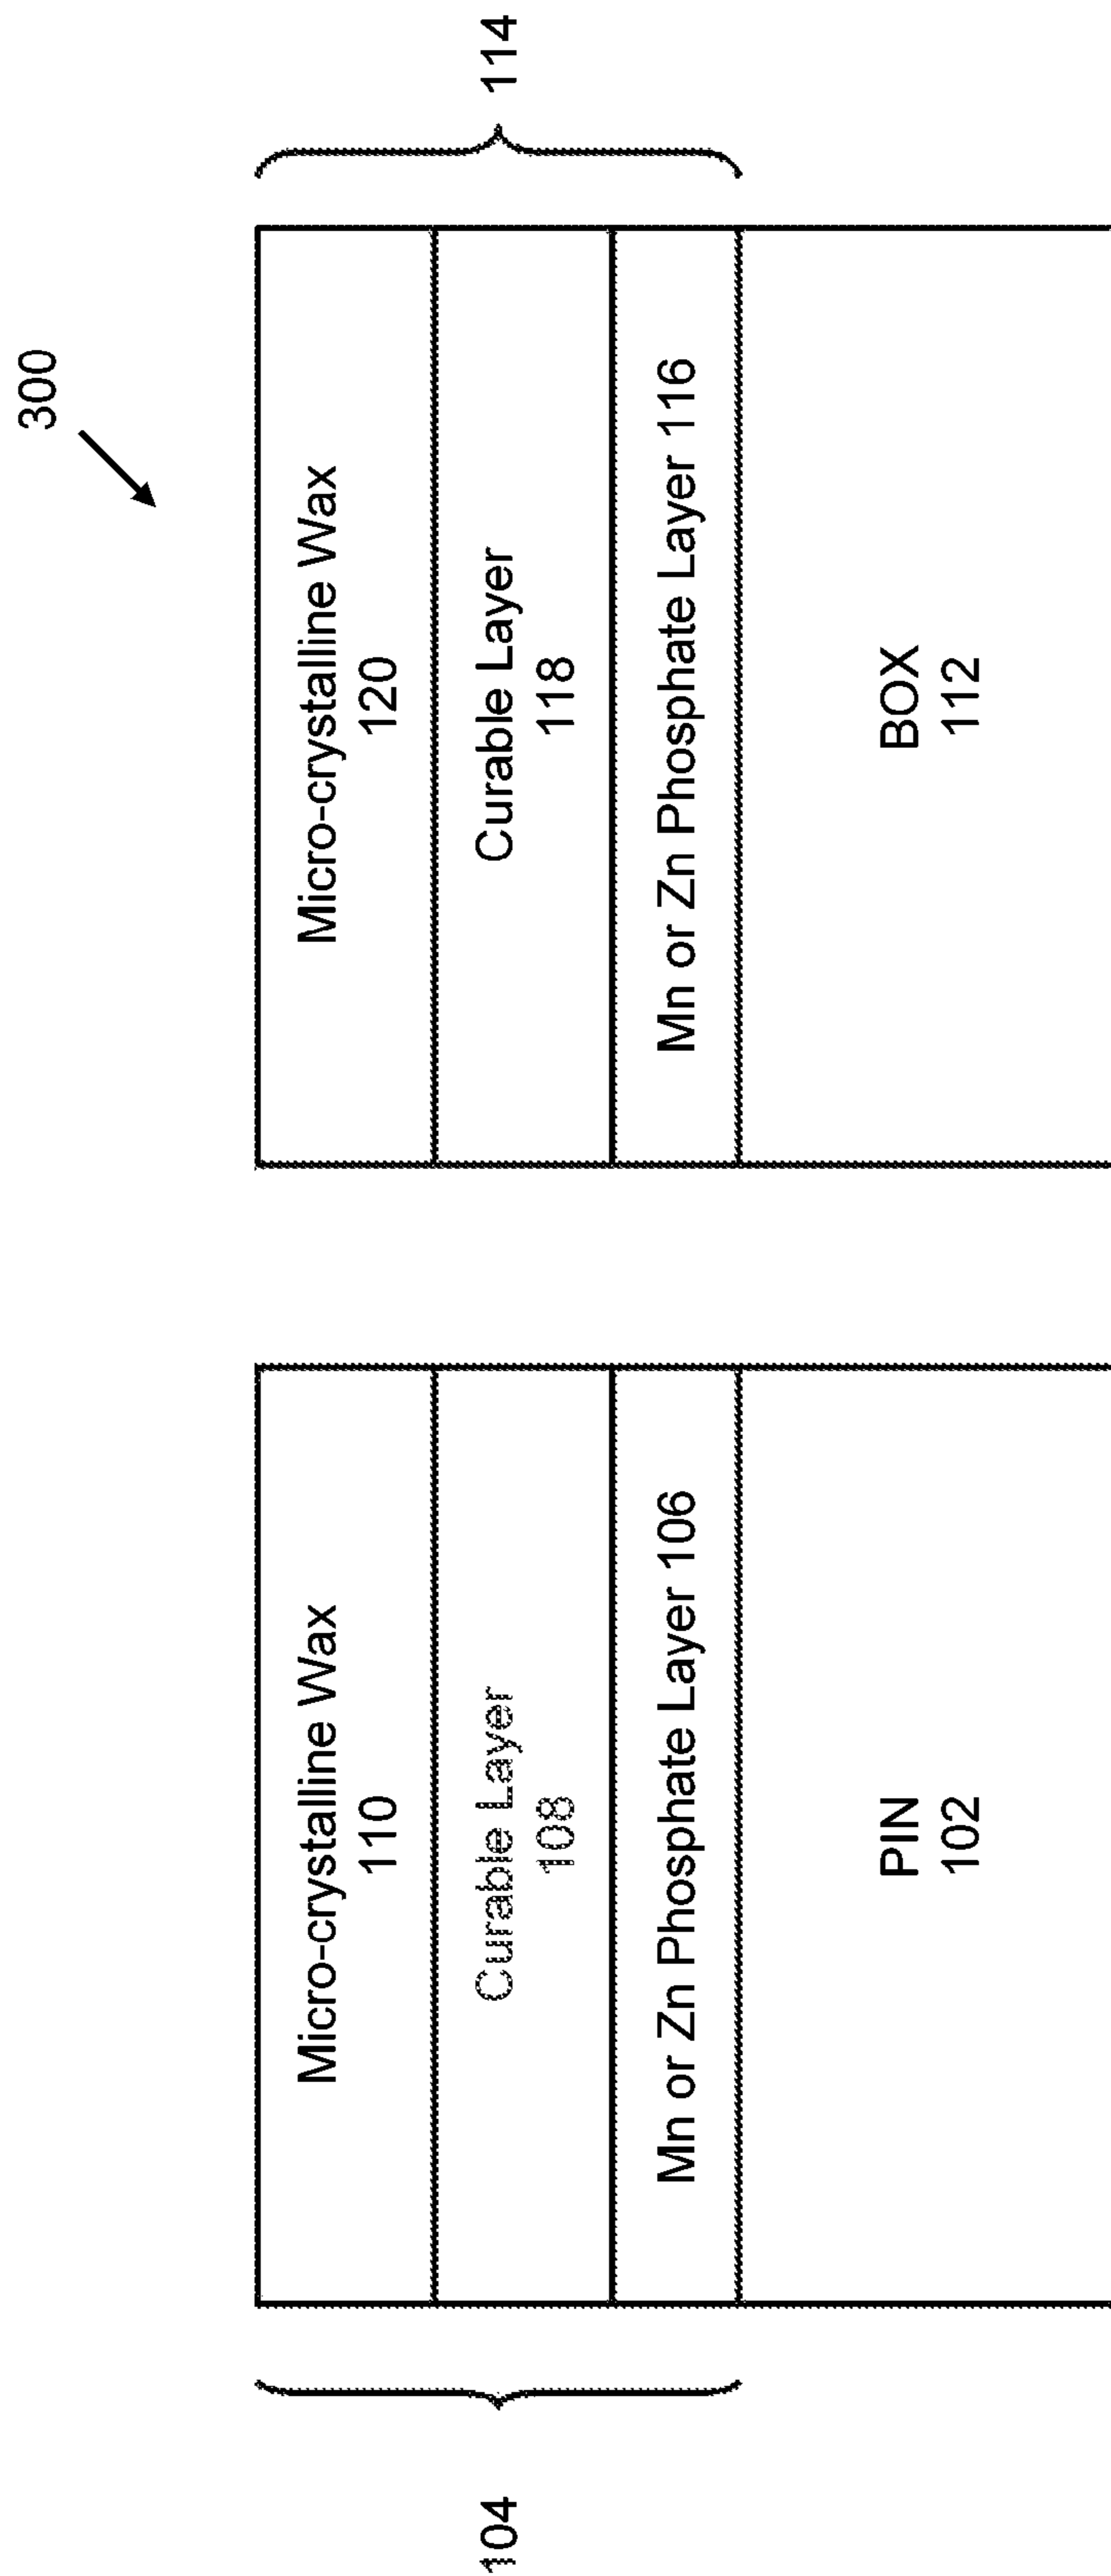 300
104
Micro-crystalline Wax
110
Curable Layer
108
Mn or Zn Phosphate Layer 106
PIN
102
Micro-crystalline Wax
120
Curable Layer
118
Mn or Zn Phosphate Layer 116
BOX
112
114